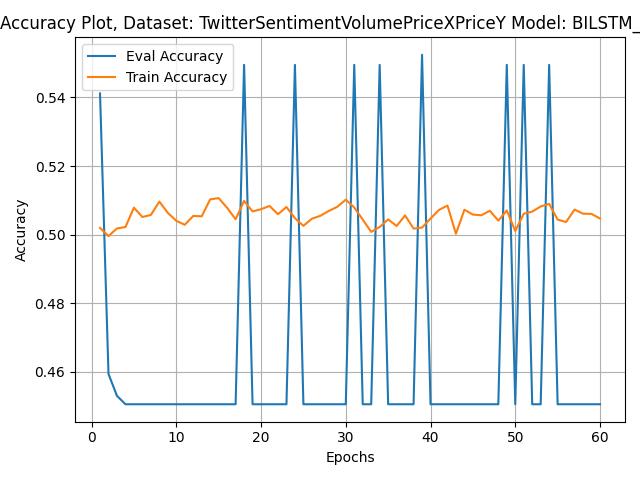 Accuracy Plot, Dataset: TwitterSentimentVolumePriceXPriceY Model: BILSTM_
Eval Accuracy
Train Accuracy
0.54
0.52
0.50
0.48
0.46
Accuracy
0 10 20 30 40 50 60
Epochs